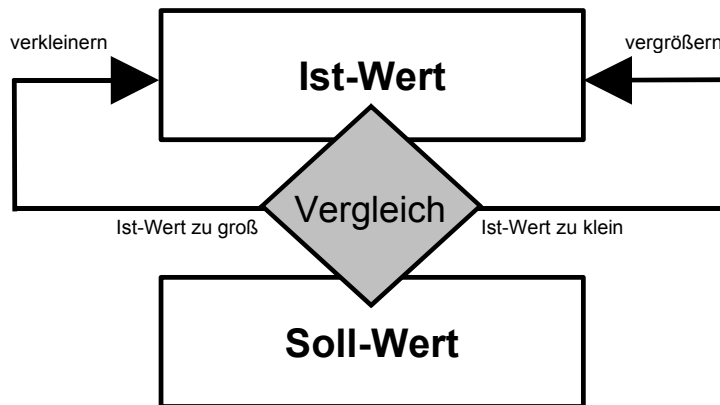 verkleinern
vergrößern
Ist-Wert
Vergleich
Ist-Wert zu groß
Ist-Wert zu klein
Soll-Wert